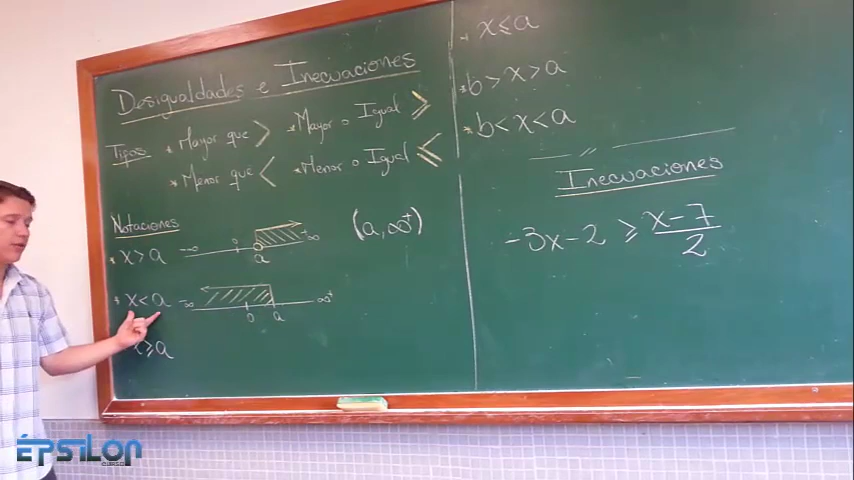 Desigualdades e Inecuaciones
Tipos * Mayor que > * Mayor o Igual ≥
* Menor que < * Menor o Igual ≤
Notaciones
* x > a -∞ 0 a +∞ (a, ∞⁺)
* x < a -∞ 0 a ∞⁺
x ≥ a
* x ≤ a
* b > x > a
* b < x < a
Inecuaciones
-3x - 2 ≥ x - 7
2
EPSILON